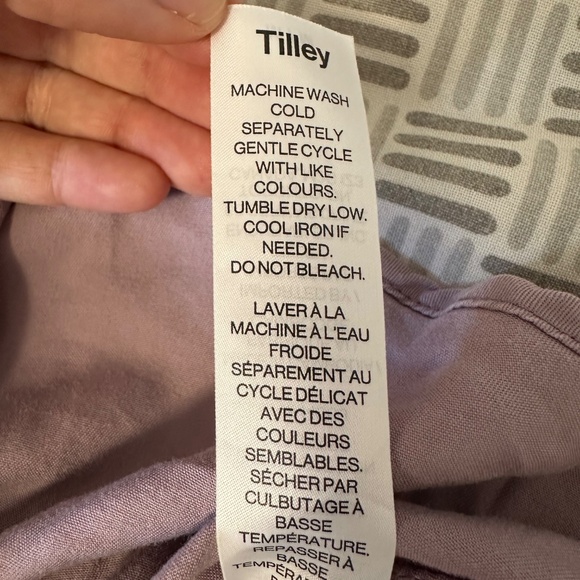 Tilley
MACHINE WASH
COLD
SEPARATELY
GENTLE CYCLE
WITH LIKE
COLOURS.
TUMBLE DRY LOW.
COOL IRON IF
NEEDED.
DO NOT BLEACH.
LAVER À LA
MACHINE À L'EAU
FROIDE
SÉPAREMENT AU
CYCLE DÉLICAT
AVEC DES
COULEURS
SEMBLABLES.
SÉCHER PAR
CULBUTAGE À
BASSE
TEMPÉRATURE.
REPASSER À
BASSE
TEMPÉRATURE